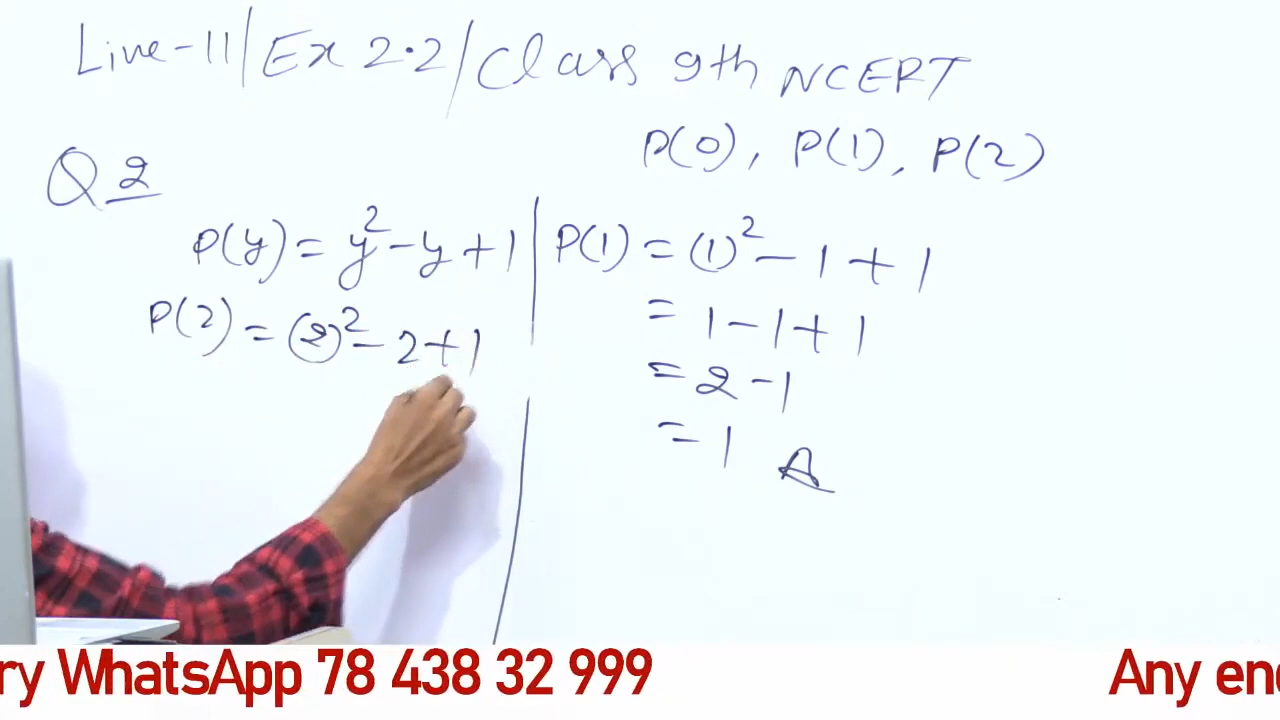 Live-11/Ex 2.2/Class 9th NCERT
P(0), P(1), P(2)
Q 2
P(y) = y² - y + 1
P(2) = (2)² - 2 + 1
P(1) = (1)² - 1 + 1
= 1 - 1 + 1
= 2 - 1
= 1 A
ry WhatsApp 78 438 32 999
Any en